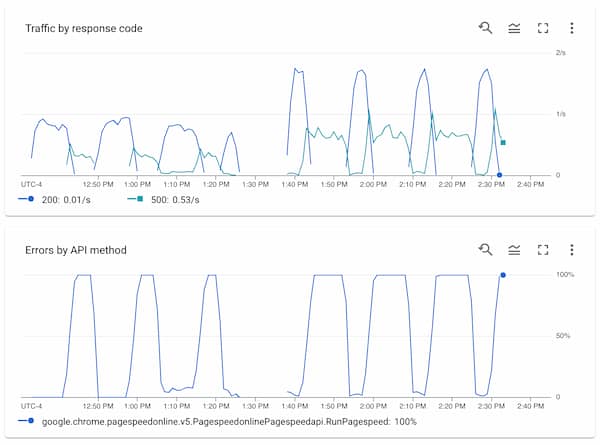 Traffic by response code
2/s
1/s
0
UTC-4 12:50 PM 1:00 PM 1:10 PM 1:20 PM 1:30 PM 1:40 PM 1:50 PM 2:00 PM 2:10 PM 2:20 PM 2:30 PM 2:40 PM
200: 0.01/s 500: 0.53/s
Errors by API method
100%
50%
0
UTC-4 12:50 PM 1:00 PM 1:10 PM 1:20 PM 1:30 PM 1:40 PM 1:50 PM 2:00 PM 2:10 PM 2:20 PM 2:30 PM 2:40 PM
google.chrome.pagespeedonline.v5.PagespeedonlinePagespeedapi.RunPagespeed: 100%